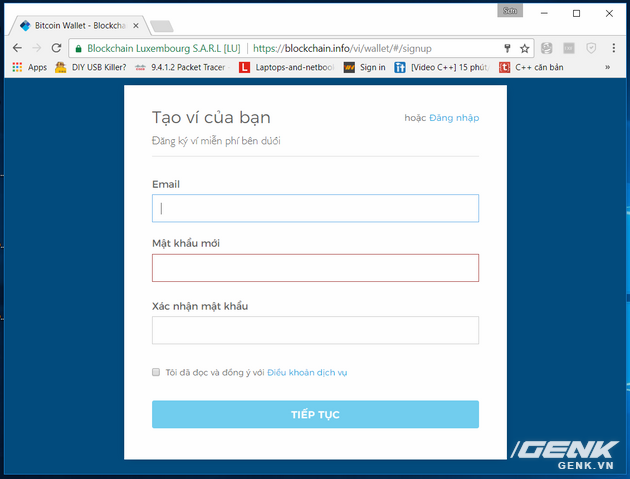 Sơn
Bitcoin Wallet - Blockcha
Blockchain Luxembourg S.A.R.L [LU] https://blockchain.info/vi/wallet/#/signup
Apps DIY USB Killer? 9.4.1.2 Packet Tracer Laptops-and-netboo Sign in [Video C++] 15 phút C++ căn bản »
Tạo ví của bạn
hoặc Đăng nhập
Đăng ký ví miễn phí bên dưới
Email
Mật khẩu mới
Xác nhận mật khẩu
Tôi đã đọc và đồng ý với Điều khoản dịch vụ
TIẾP TỤC
GENK
GENK.VN